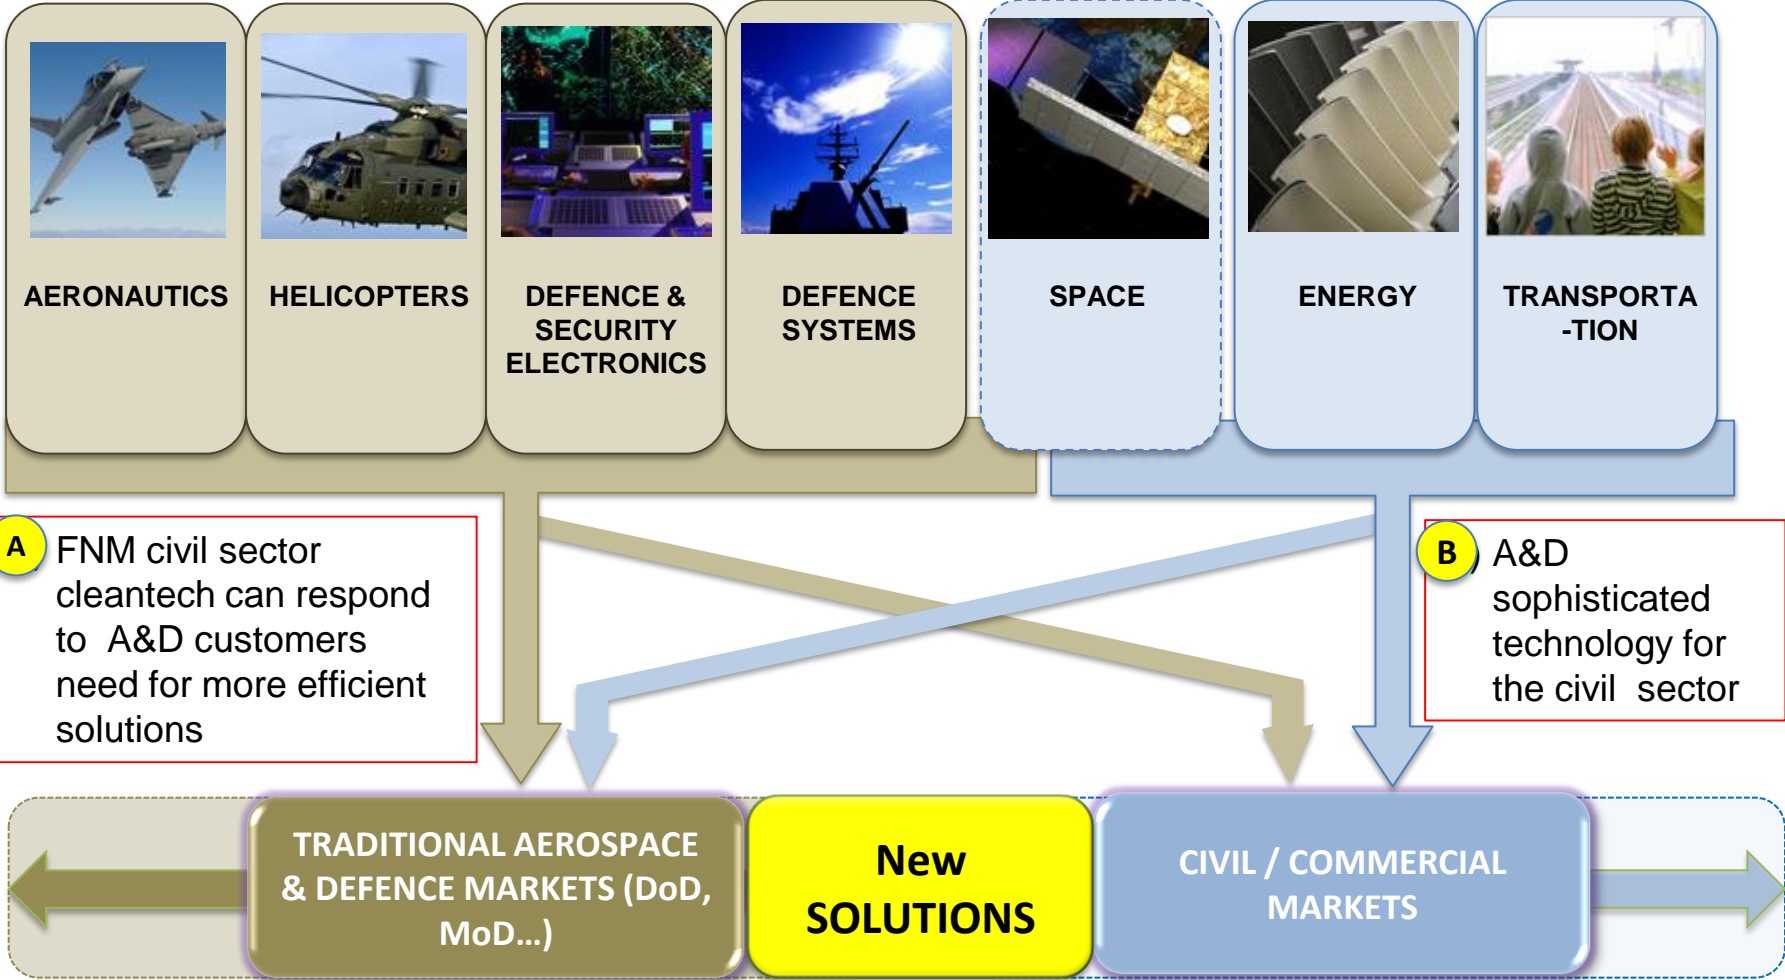 AERONAUTICS
HELICOPTERS
DEFENCE &
SECURITY
ELECTRONICS
DEFENCE
SYSTEMS
SPACE
ENERGY
TRANSPORTA
-TION
A
FNM civil sector
cleantech can respond
to A&D customers
need for more efficient
solutions
B
) A&D
sophisticated
technology for
the civil sector
TRADITIONAL AEROSPACE
& DEFENCE MARKETS (DoD,
MoD...)
New
SOLUTIONS
CIVIL / COMMERCIAL
MARKETS